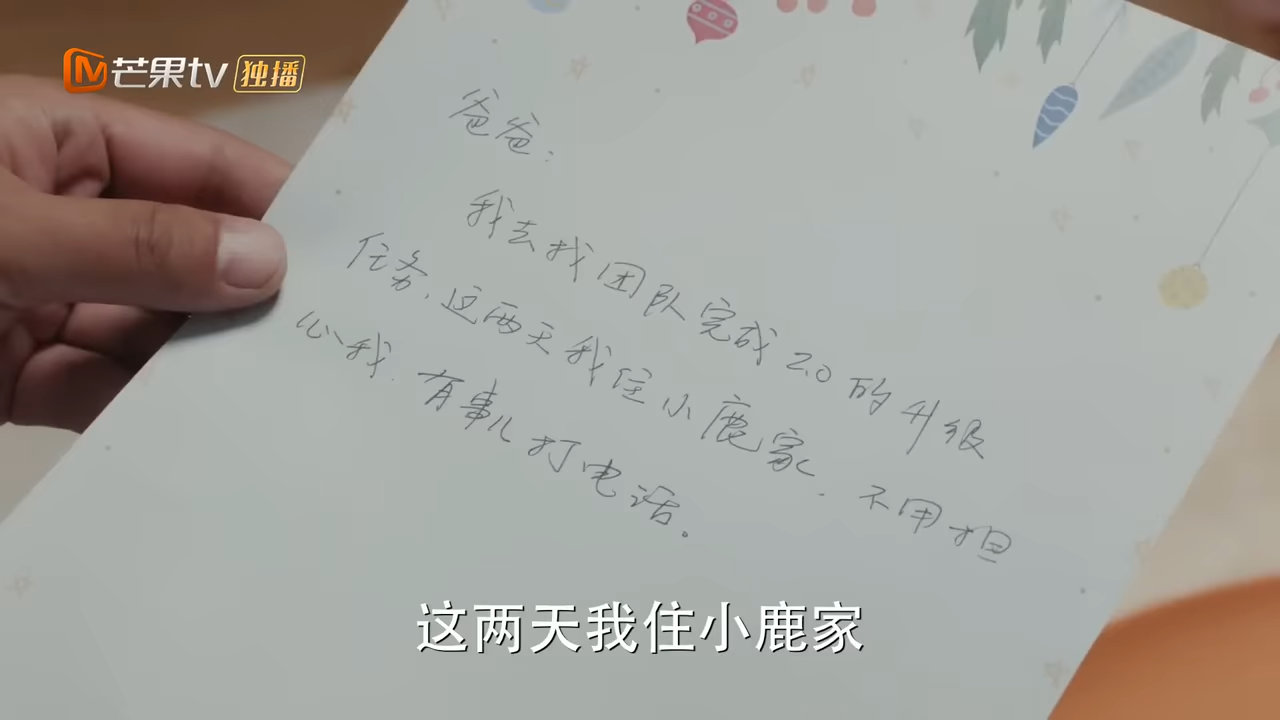 芒果tv 独播
爸爸：
我去找团队完成2.0的升级
任务，这两天我住小鹿家，不用担
心我。有事儿打电话。
这两天我住小鹿家